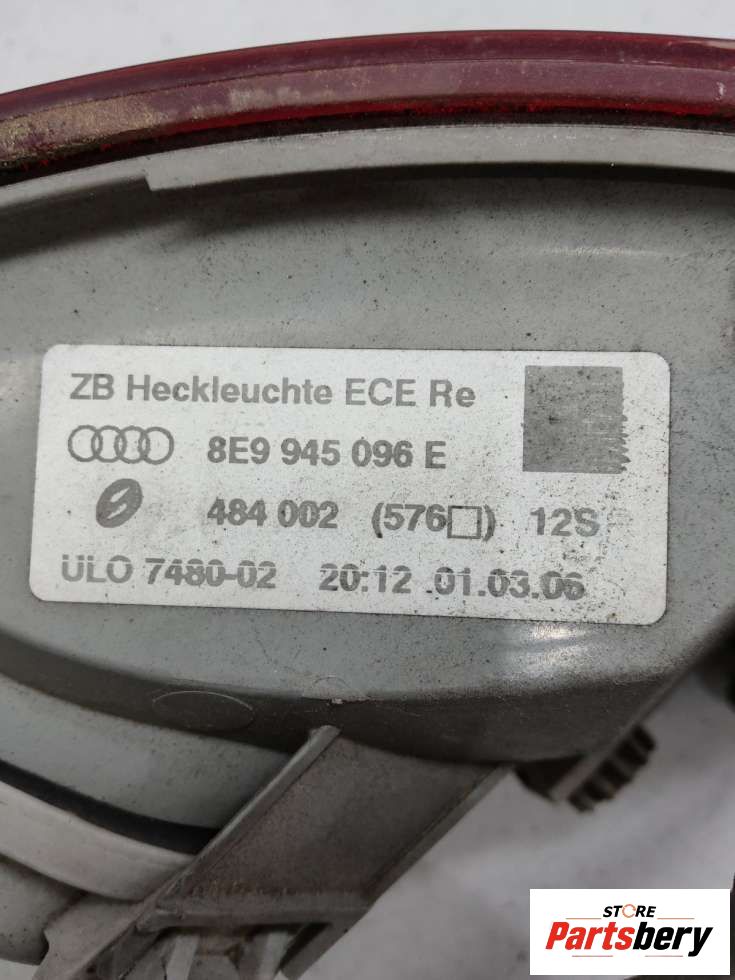 ZB Heckleuchte ECE Re
8E9 945 096 E
484 002 (576□) 12S
ULO 7480-02 20:12 01.03.06
STORE
Partsbery